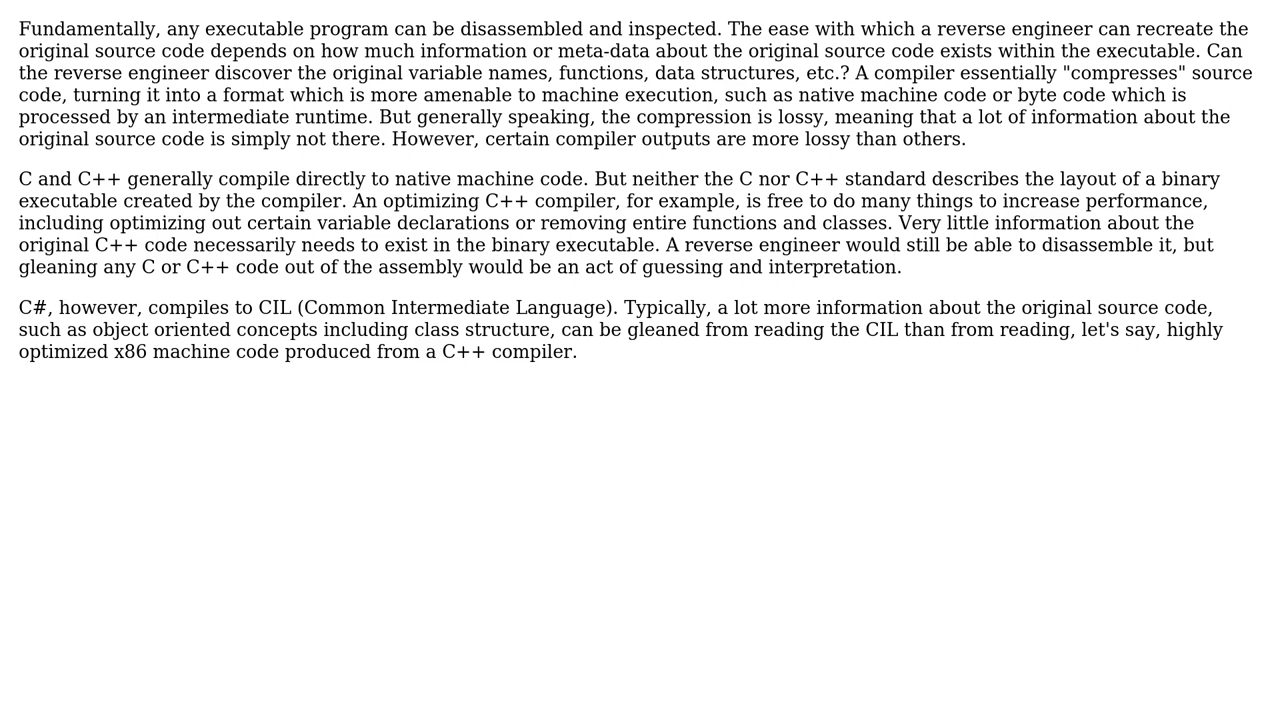 Fundamentally, any executable program can be disassembled and inspected. The ease with which a reverse engineer can recreate the
original source code depends on how much information or meta-data about the original source code exists within the executable. Can
the reverse engineer discover the original variable names, functions, data structures, etc.? A compiler essentially "compresses" source
code, turning it into a format which is more amenable to machine execution, such as native machine code or byte code which is
processed by an intermediate runtime. But generally speaking, the compression is lossy, meaning that a lot of information about the
original source code is simply not there. However, certain compiler outputs are more lossy than others.
C and C++ generally compile directly to native machine code. But neither the C nor C++ standard describes the layout of a binary
executable created by the compiler. An optimizing C++ compiler, for example, is free to do many things to increase performance,
including optimizing out certain variable declarations or removing entire functions and classes. Very little information about the
original C++ code necessarily needs to exist in the binary executable. A reverse engineer would still be able to disassemble it, but
gleaning any C or C++ code out of the assembly would be an act of guessing and interpretation.
C#, however, compiles to CIL (Common Intermediate Language). Typically, a lot more information about the original source code,
such as object oriented concepts including class structure, can be gleaned from reading the CIL than from reading, let's say, highly
optimized x86 machine code produced from a C++ compiler.